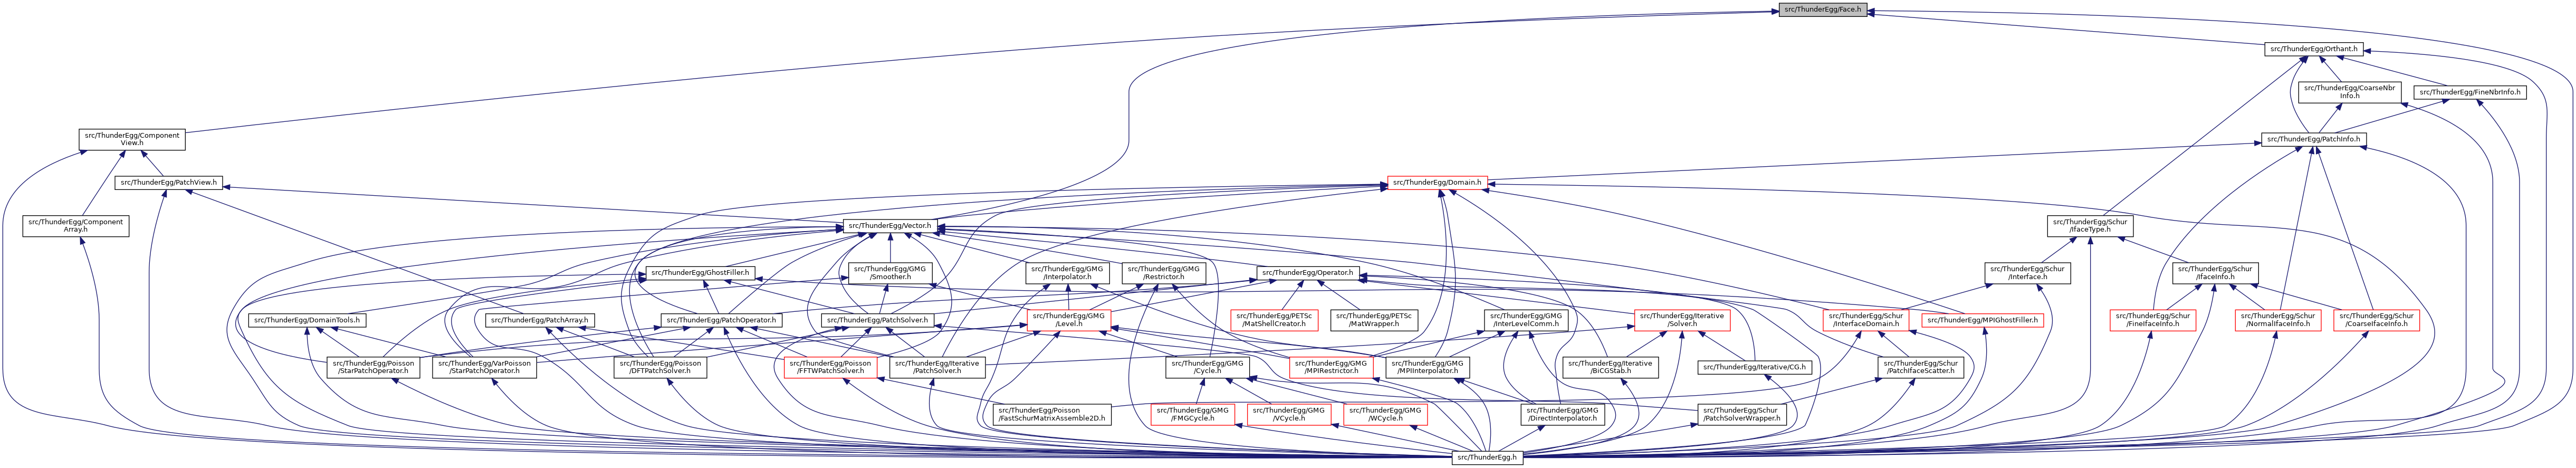 src/ThunderEgg/Face.h
src/ThunderEgg/Orthant.h
src/ThunderEgg/CoarseNbr
Info.h
src/ThunderEgg/FineNbrInfo.h
src/ThunderEgg/Component
View.h
src/ThunderEgg/PatchInfo.h
src/ThunderEgg/PatchView.h
src/ThunderEgg/Domain.h
src/ThunderEgg/Component
Array.h
src/ThunderEgg/Vector.h
src/ThunderEgg/Schur
/IfaceType.h
src/ThunderEgg/GhostFiller.h
src/ThunderEgg/GMG
/Smoother.h
src/ThunderEgg/GMG
/Interpolator.h
src/ThunderEgg/GMG
/Restrictor.h
src/ThunderEgg/Operator.h
src/ThunderEgg/Schur
/Interface.h
src/ThunderEgg/Schur
/IfaceInfo.h
src/ThunderEgg/DomainTools.h
src/ThunderEgg/PatchArray.h
src/ThunderEgg/PatchOperator.h
src/ThunderEgg/PatchSolver.h
src/ThunderEgg/GMG
/Level.h
src/ThunderEgg/PETSc
/MatShellCreator.h
src/ThunderEgg/PETSc
/MatWrapper.h
src/ThunderEgg/GMG
/InterLevelComm.h
src/ThunderEgg/Iterative
/Solver.h
src/ThunderEgg/Schur
/InterfaceDomain.h
src/ThunderEgg/MPIGhostFiller.h
src/ThunderEgg/Schur
/FineIfaceInfo.h
src/ThunderEgg/Schur
/NormalIfaceInfo.h
src/ThunderEgg/Schur
/CoarseIfaceInfo.h
src/ThunderEgg/Poisson
/StarPatchOperator.h
src/ThunderEgg/VarPoisson
/StarPatchOperator.h
src/ThunderEgg/Poisson
/DFTPatchSolver.h
src/ThunderEgg/Poisson
/FFTWPatchSolver.h
src/ThunderEgg/Iterative
/PatchSolver.h
src/ThunderEgg/GMG
/Cycle.h
src/ThunderEgg/GMG
/MPIRestrictor.h
src/ThunderEgg/GMG
/MPIInterpolator.h
src/ThunderEgg/Iterative
/BiCGStab.h
src/ThunderEgg/Iterative/CG.h
src/ThunderEgg/Schur
/PatchIfaceScatter.h
src/ThunderEgg/Poisson
/FastSchurMatrixAssemble2D.h
src/ThunderEgg/GMG
/FMGCycle.h
src/ThunderEgg/GMG
/VCycle.h
src/ThunderEgg/GMG
/WCycle.h
src/ThunderEgg/GMG
/DirectInterpolator.h
src/ThunderEgg/Schur
/PatchSolverWrapper.h
src/ThunderEgg.h